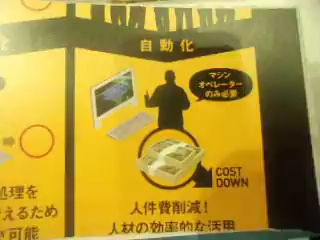 自動化
マシン
オペレーター
のみ必要
COST
DOWN
処理を
えるため
可能
人件費削減!
人材の効率的な活用